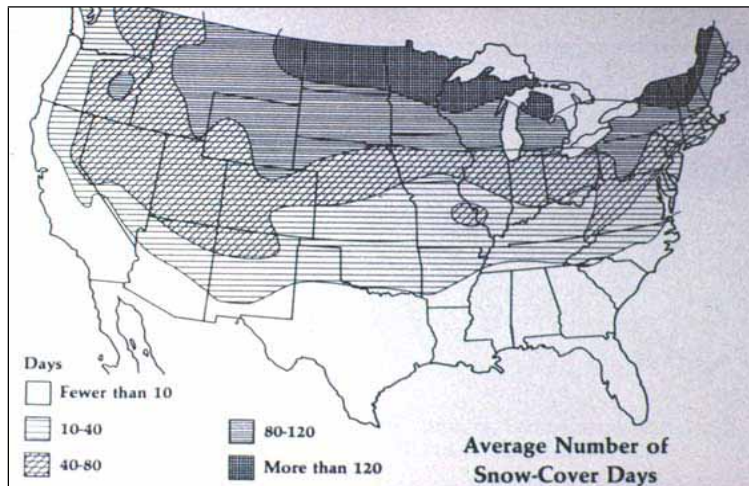 Days
Fewer than 10
10-40
40-80
80-120
More than 120
Average Number of
Snow-Cover Days